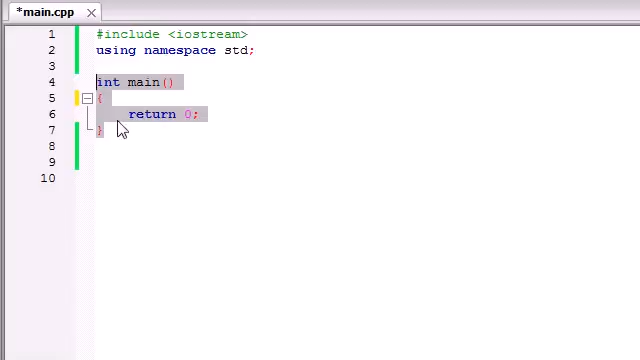 *main.cpp
1 #include <iostream>
2 using namespace std;
3
4 int main()
5 {
6 return 0;
7 }
8
9
10